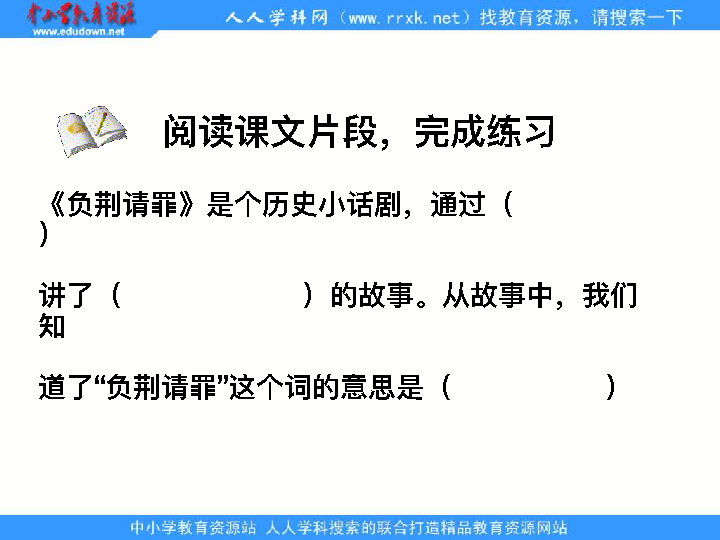 中小学教育资源
www.edudown.net
人人学科网（www.rrxk.net）找教育资源，请搜索一下
阅读课文片段，完成练习
《负荆请罪》是个历史小话剧，通过（
）
讲了（ ）的故事。从故事中，我们
知
道了“负荆请罪”这个词的意思是（ ）
中小学教育资源站 人人学科搜索的联合打造精品教育资源网站